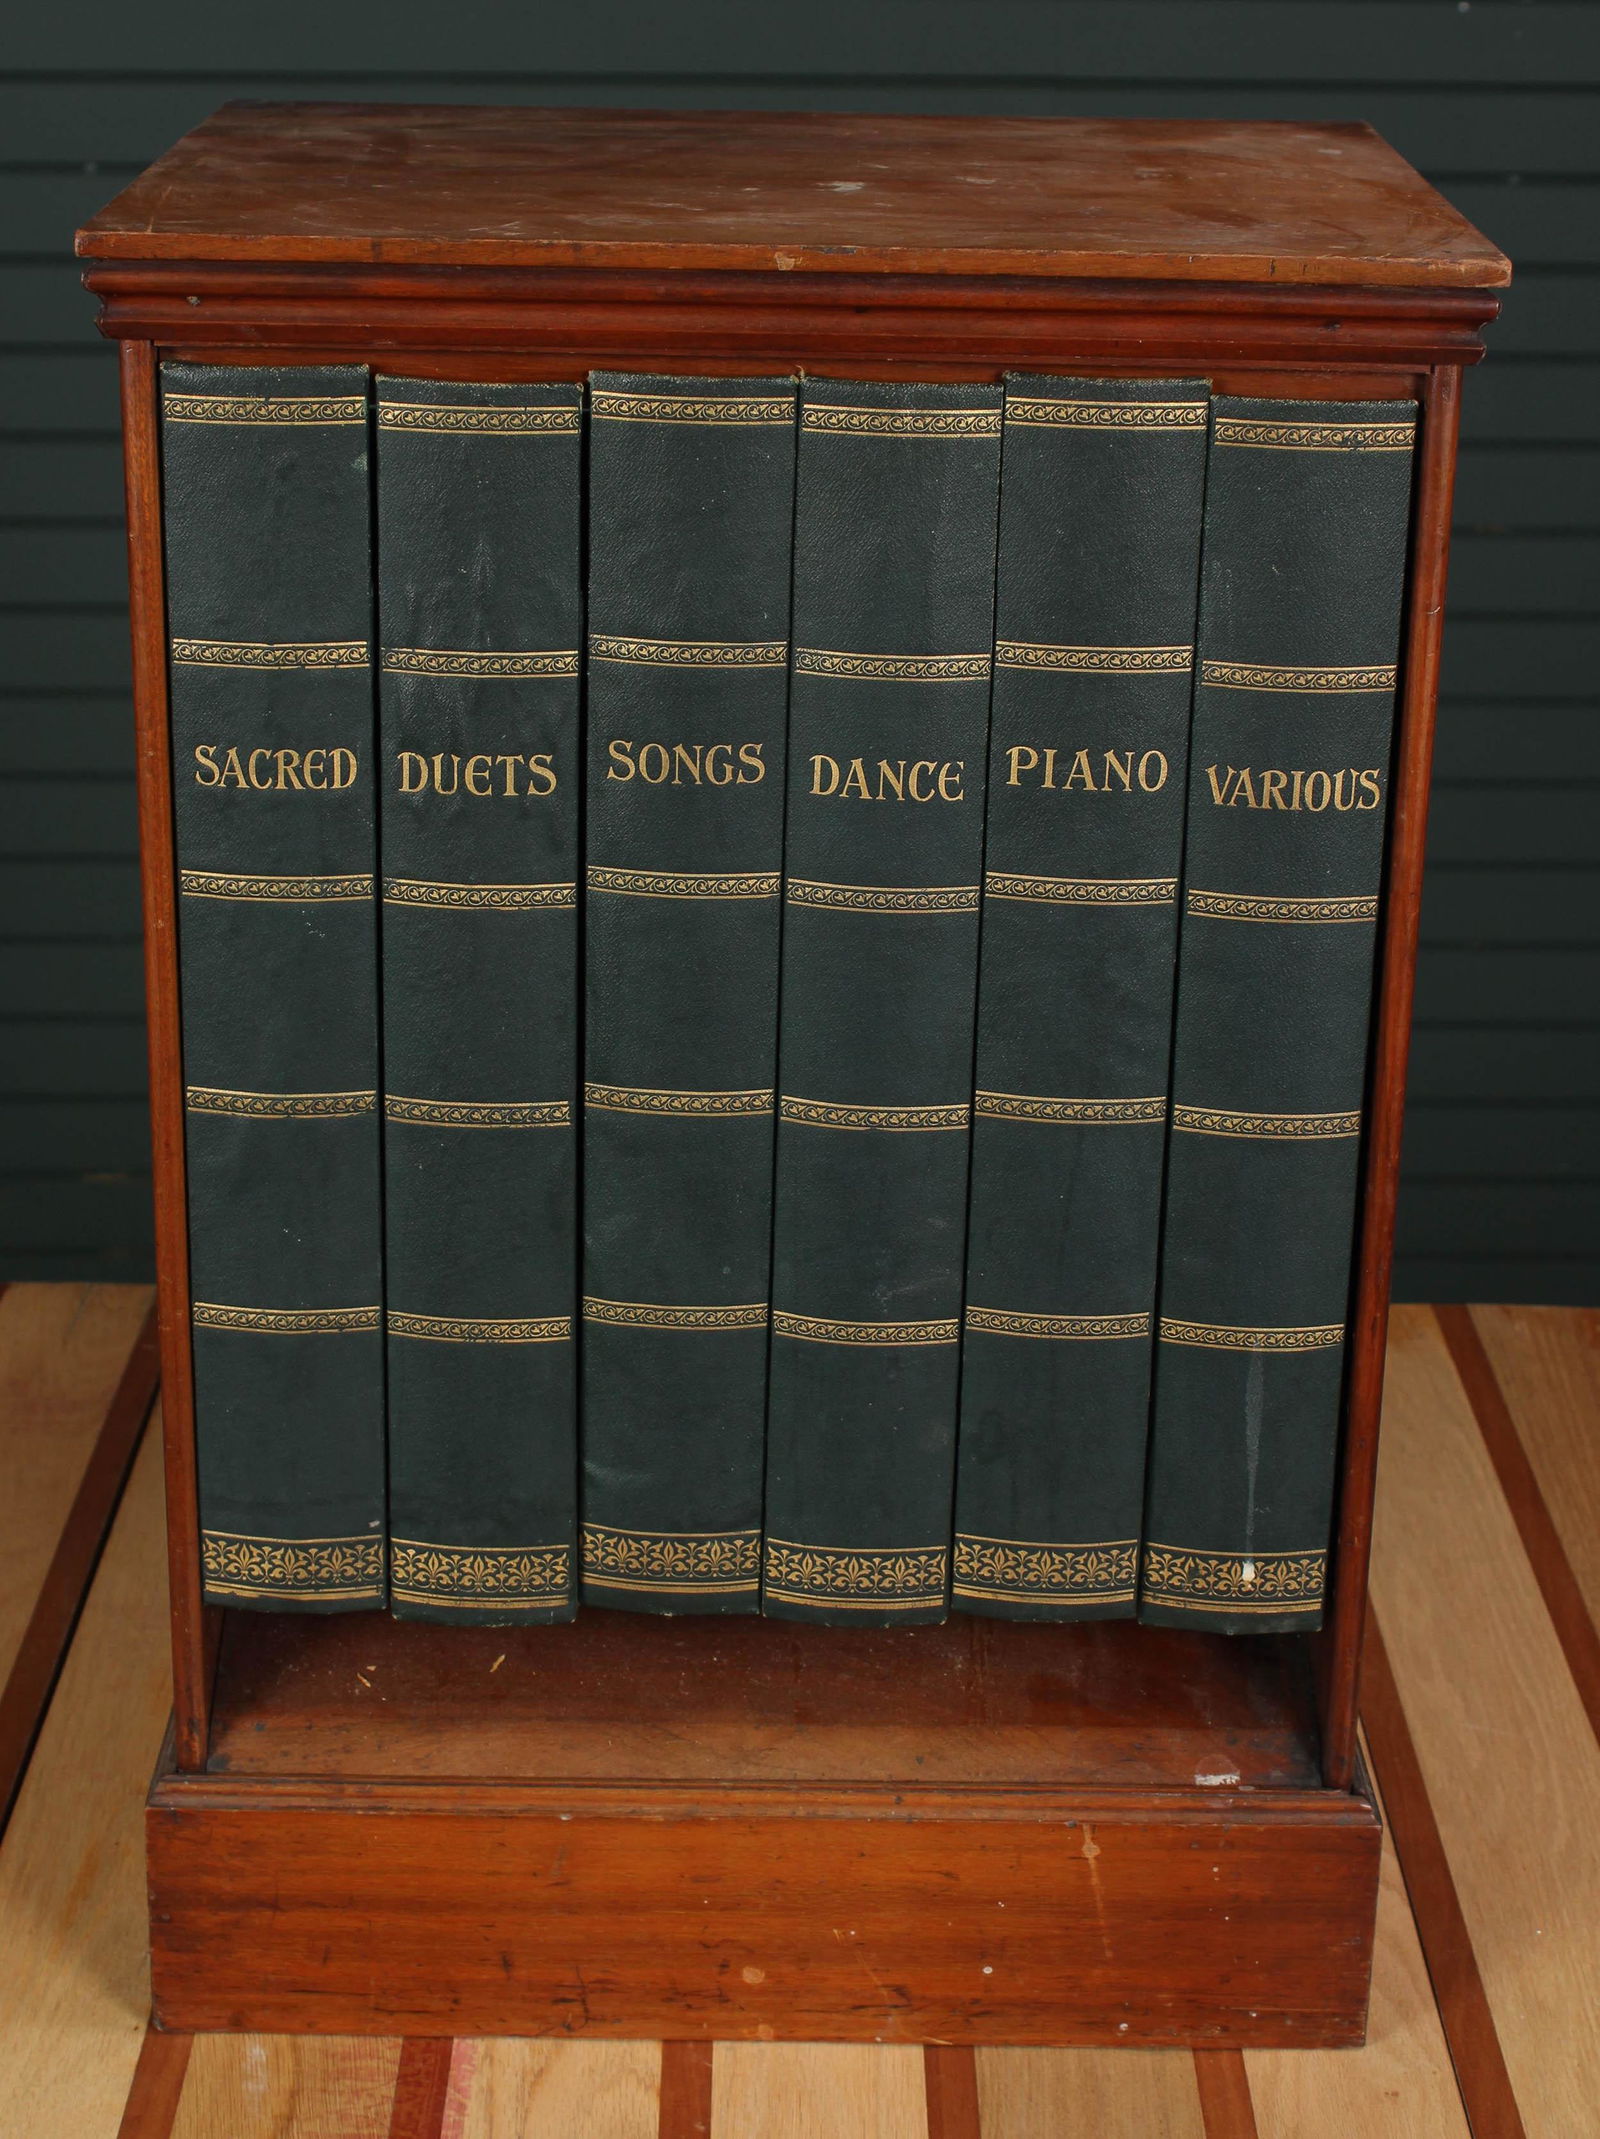 SACRED
DUETS
SONGS
DANCE
PIANO
VARIOUS